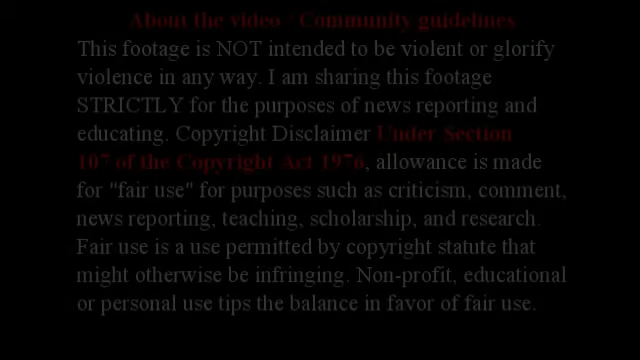 About the video / Community guidelines
This footage is NOT intended to be violent or glorify
violence in any way. I am sharing this footage
STRICTLY for the purposes of news reporting and
educating. Copyright Disclaimer Under Section
107 of the Copyright Act 1976, allowance is made
for "fair use" for purposes such as criticism, comment,
news reporting, teaching, scholarship, and research.
Fair use is a use permitted by copyright statute that
might otherwise be infringing. Non-profit, educational
or personal use tips the balance in favor of fair use.